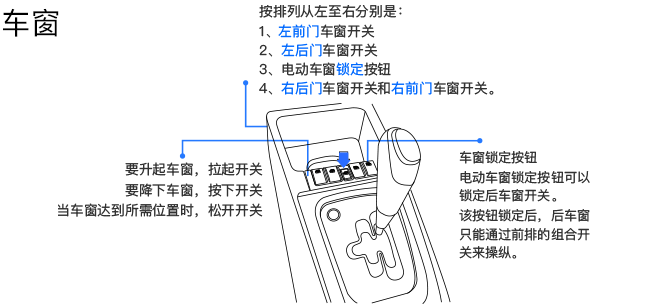 车窗
按排列从左至右分别是：
1、左前门车窗开关
2、左后门车窗开关
3、电动车窗锁定按钮
4、右后门车窗开关和右前门车窗开关。
要升起车窗，拉起开关
要降下车窗，按下开关
当车窗达到所需位置时，松开开关
车窗锁定按钮
电动车窗锁定按钮可以
锁定后车窗开关。
该按钮锁定后，后车窗
只能通过前排的组合开
关来操纵。